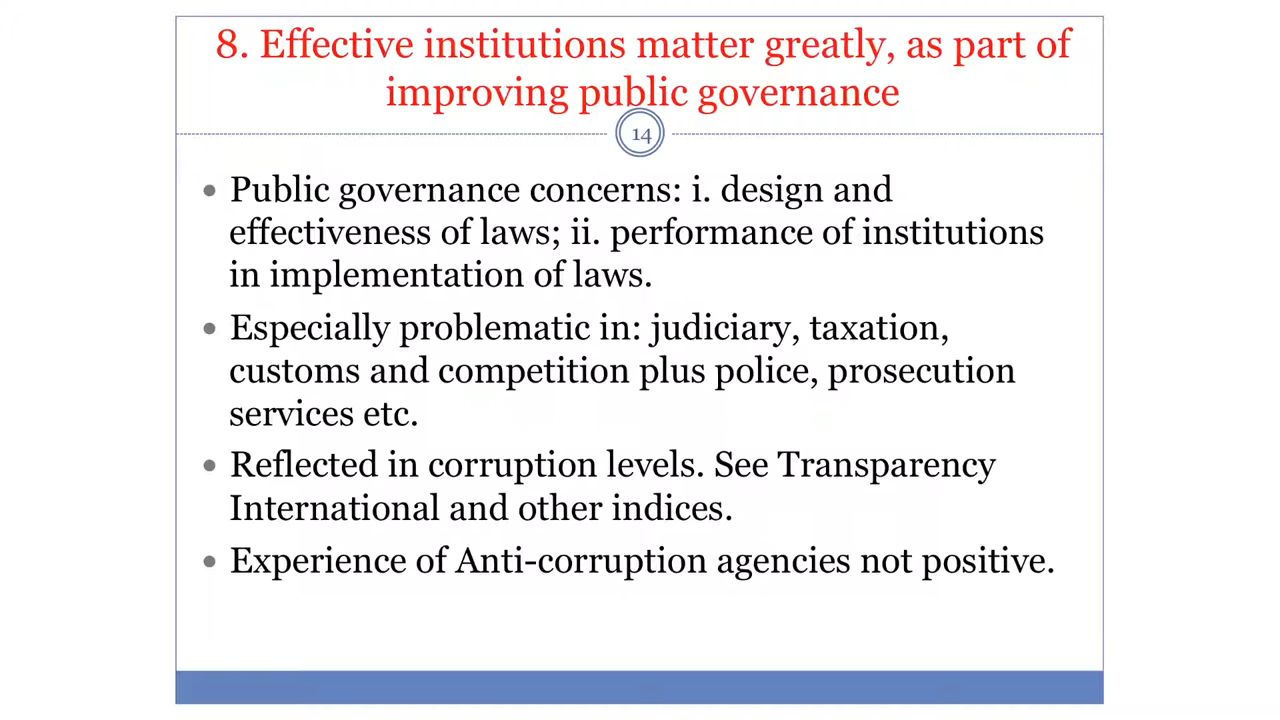 8. Effective institutions matter greatly, as part of
improving public governance
14
• Public governance concerns: i. design and
effectiveness of laws; ii. performance of institutions
in implementation of laws.
• Especially problematic in: judiciary, taxation,
customs and competition plus police, prosecution
services etc.
• Reflected in corruption levels. See Transparency
International and other indices.
• Experience of Anti-corruption agencies not positive.